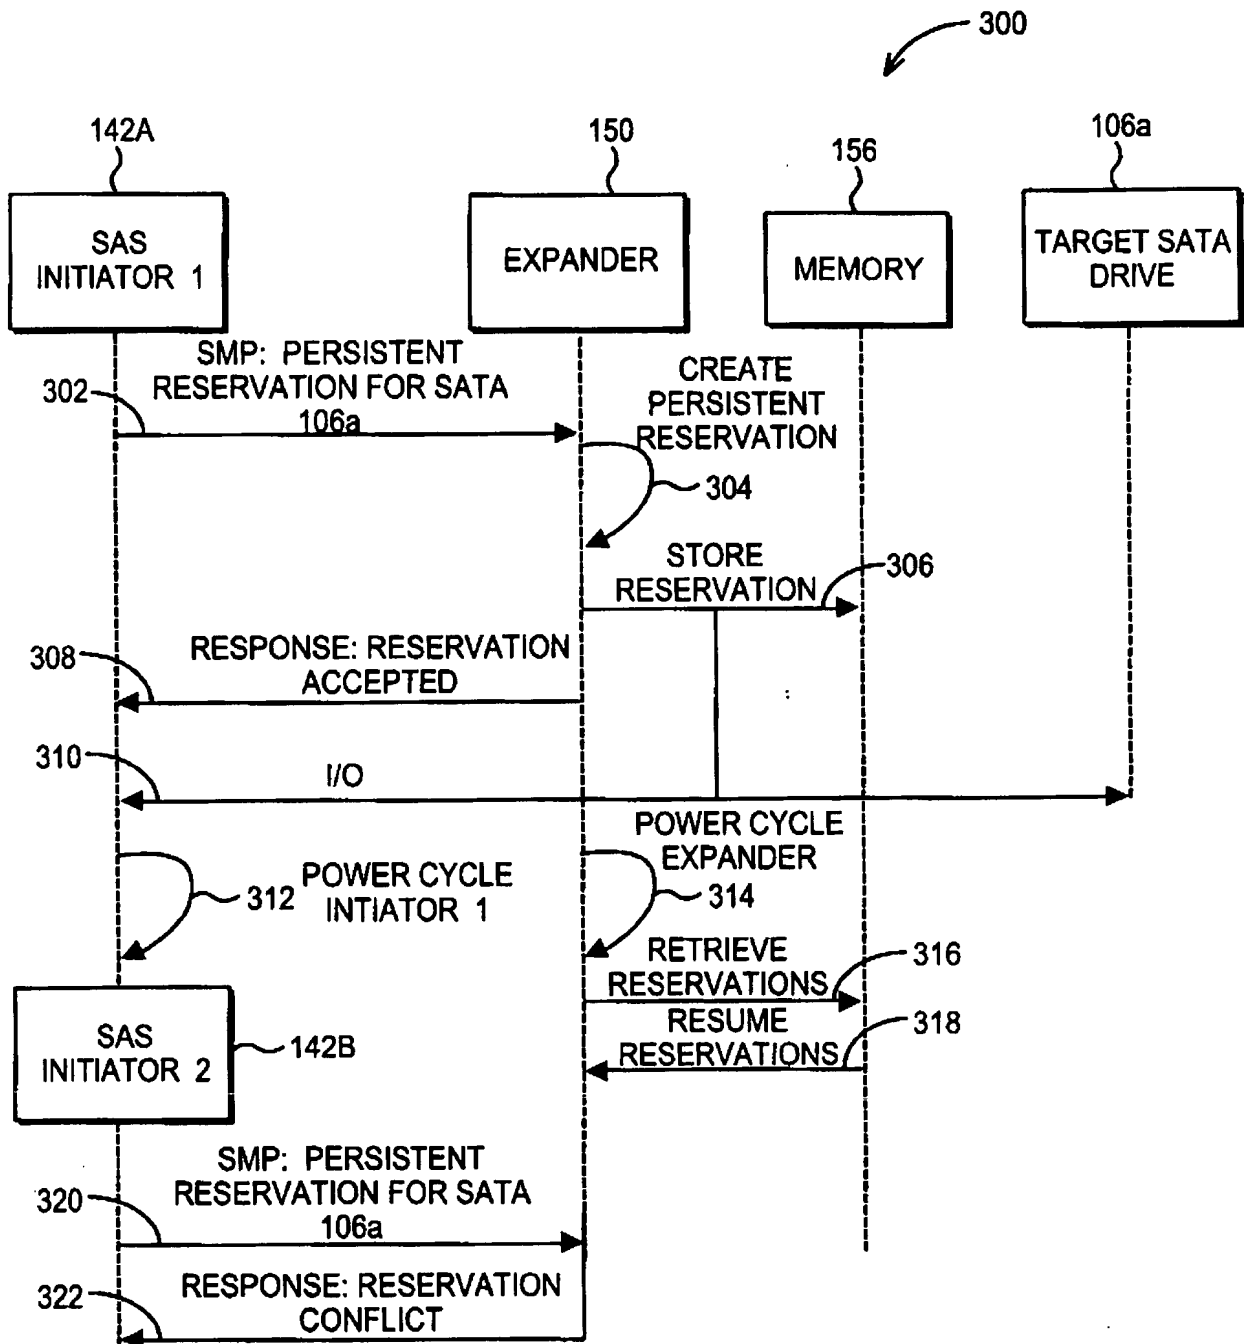 300
142A
150
156
106a
SAS
INITIATOR 1
EXPANDER
MEMORY
TARGET SATA
DRIVE
SMP: PERSISTENT
RESERVATION FOR SATA
106a
302
CREATE
PERSISTENT
RESERVATION
304
STORE
RESERVATION
306
RESPONSE: RESERVATION
ACCEPTED
308
310
I/O
POWER CYCLE
EXPANDER
312
POWER CYCLE
INTIATOR 1
314
RETRIEVE
RESERVATIONS
316
RESUME
RESERVATIONS
318
SAS
INITIATOR 2
142B
SMP: PERSISTENT
RESERVATION FOR SATA
106a
320
RESPONSE: RESERVATION
CONFLICT
322